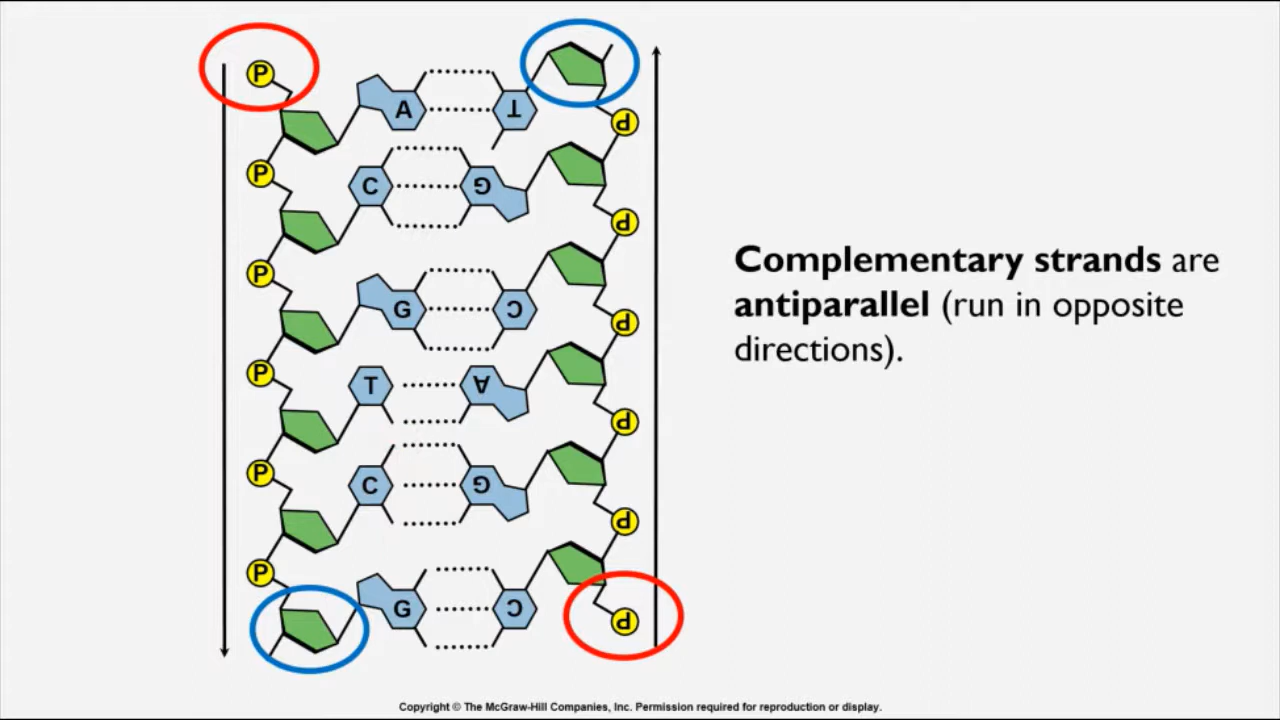 P
A T
P
P
C G
P
P
G C
P
T A
P
P
C G
P
P
P
G C
P
Complementary strands are
antiparallel (run in opposite
directions).
Copyright © The McGraw-Hill Companies, Inc. Permission required for reproduction or display.